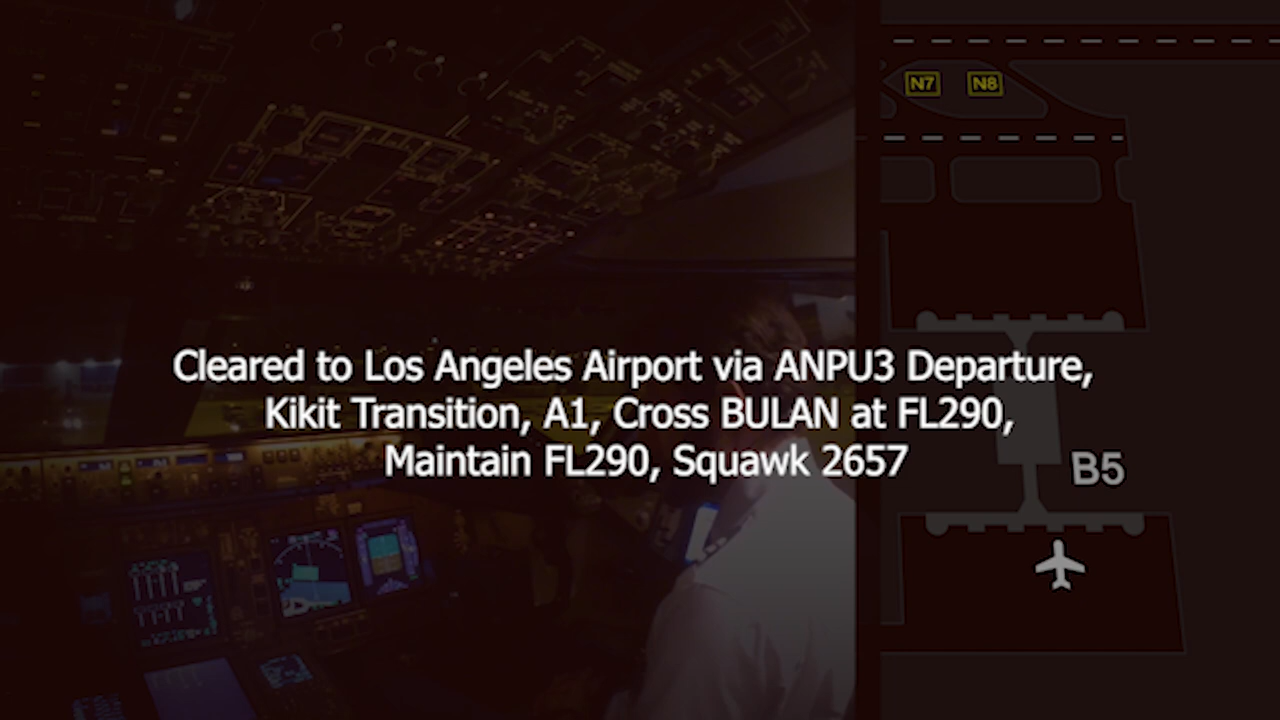 N7 N8
Cleared to Los Angeles Airport via ANPU3 Departure,
Kikit Transition, A1, Cross BULAN at FL290,
Maintain FL290, Squawk 2657
B5